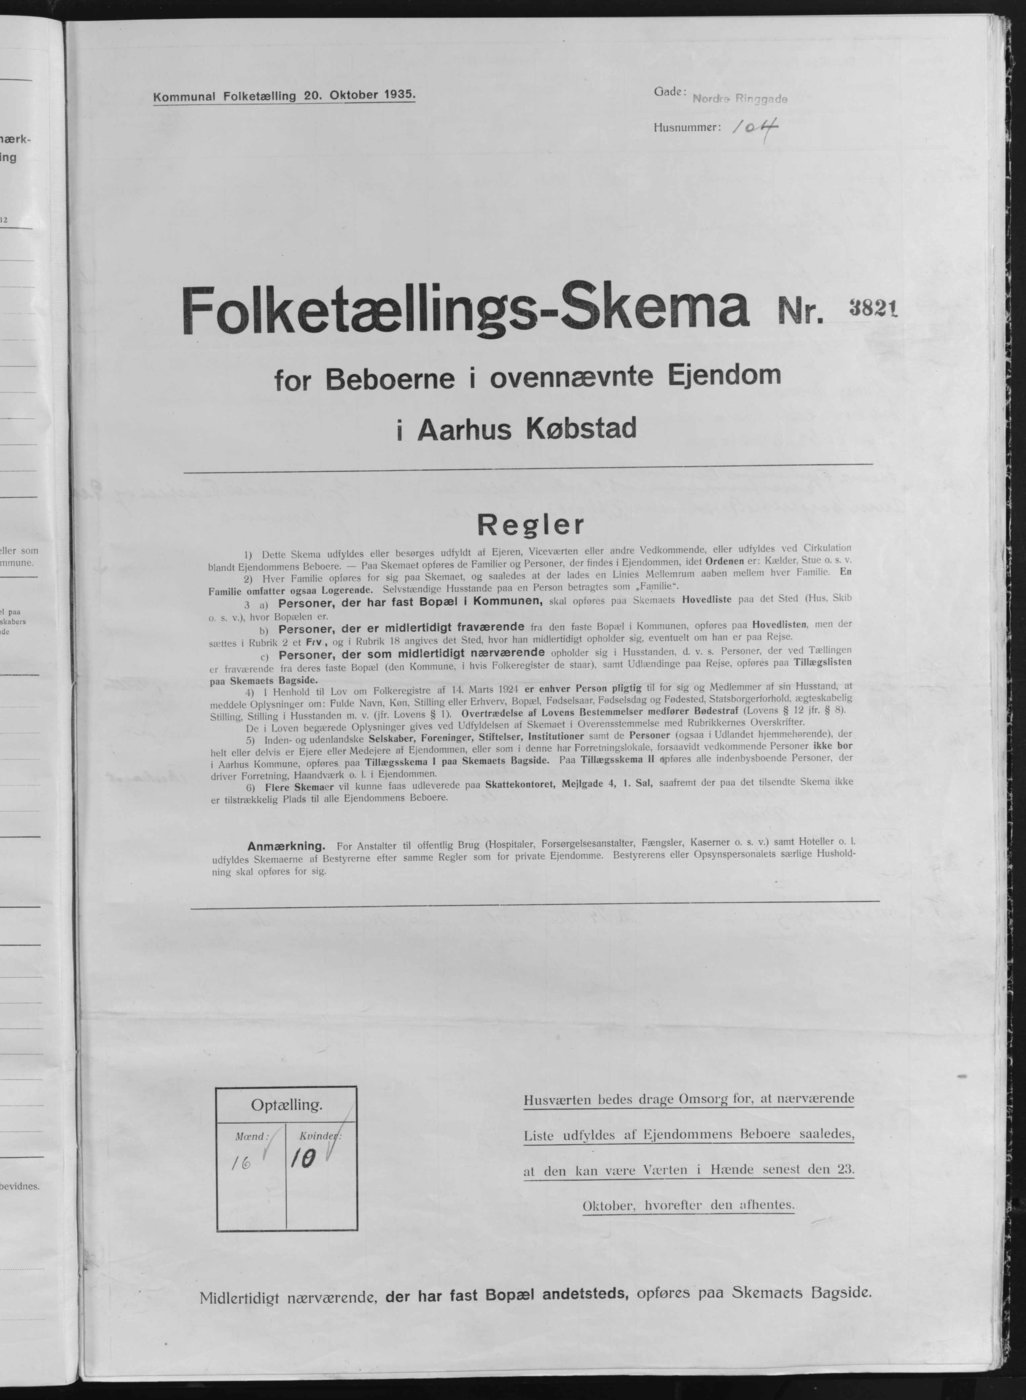 Kommunal Folketælling 20. Oktober 1935.
Gade: Nordre Ringgade
Husnummer: 104
Folketællings-Skema Nr. 3821
for Beboerne i ovennævnte Ejendom
i Aarhus Købstad
Regler
1) Dette Skema udfyldes eller besørges udfyldt af Ejeren, Viceværten eller andre Vedkommende, eller udfyldes ved Cirkulation
blandt Ejendommens Beboere. — Paa Skemaet opføres de Familier og Personer, der findes i Ejendommen, idet Ordenen er: Kælder, Stue o. s. v.
2) Hver Familie opføres for sig paa Skemaet, og saaledes at der lades en Linies Mellemrum aaben mellem hver Familie. En
Familie omfatter ogsaa Logerende. Selvstændige Husstande paa en Person betragtes som „Familie“.
3 a) Personer, der har fast Bopæl i Kommunen, skal opføres paa Skemaets Hovedliste paa det Sted (Hus, Skib
o. s. v.), hvor Bopælen er.
b) Personer, der er midlertidigt fraværende fra den faste Bopæl i Kommunen, opføres paa Hovedlisten, men der
sættes i Rubrik 2 et Frv, og i Rubrik 18 angives det Sted, hvor han midlertidigt opholder sig, eventuelt om han er paa Rejse.
c) Personer, der som midlertidigt nærværende opholder sig i Husstanden, d. v. s. Personer, der ved Tællingen
er fraværende fra deres faste Bopæl (den Kommune, i hvis Folkeregister de staar), samt Udlændinge paa Rejse, opføres paa Tillægslisten
paa Skemaets Bagside.
4) I Henhold til Lov om Folkeregistre af 14. Marts 1924 er enhver Person pligtig til for sig og Medlemmer af sin Husstand, at
meddele Oplysninger om: Fulde Navn, Køn, Stilling eller Erhverv, Bopæl, Fødselsaar, Fødselsdag og Fødested, Statsborgerforhold, ægteskabelig
Stilling, Stilling i Husstanden m. v. (jfr. Lovens § 1). Overtrædelse af Lovens Bestemmelser medfører Bødestraf (Lovens § 12 jfr. § 8).
De i Loven begærede Oplysninger gives ved Udfyldelsen af Skemaet i Overensstemmelse med Rubrikkernes Overskrifter.
5) Inden- og udenlandske Selskaber, Foreninger, Stiftelser, Institutioner samt de Personer (ogsaa i Udlandet hjemmehørende), der
helt eller delvis er Ejere eller Medejere af Ejendommen, eller som i denne har Forretningslokale, forsaavidt vedkommende Personer ikke bor
i Aarhus Kommune, opføres paa Tillægsskema I paa Skemaets Bagside. Paa Tillægsskema II opføres alle indenbysboende Personer, der
driver Forretning, Haandværk o. l. i Ejendommen.
6) Flere Skemaer vil kunne faas udleverede paa Skattekontoret, Mejlgade 4, 1. Sal, saafremt der paa det tilsendte Skema ikke
er tilstrækkelig Plads til alle Ejendommens Beboere.
Anmærkning. For Anstalter til offentlig Brug (Hospitaler, Forsørgelsesanstalter, Fængsler, Kaserner o. s. v.) samt Hoteller o. l.
udfyldes Skemaerne af Bestyrerne efter samme Regler som for private Ejendomme. Bestyrerens eller Opsynspersonalets særlige Hushold-
ning skal opføres for sig.
Optælling.
Mænd: Kvinder:
16 10
Husværten bedes drage Omsorg for, at nærværende
Liste udfyldes af Ejendommens Beboere saaledes,
at den kan være Værten i Hænde senest den 23.
Oktober, hvorefter den afhentes.
Midlertidigt nærværende, der har fast Bopæl andetsteds, opføres paa Skemaets Bagside.